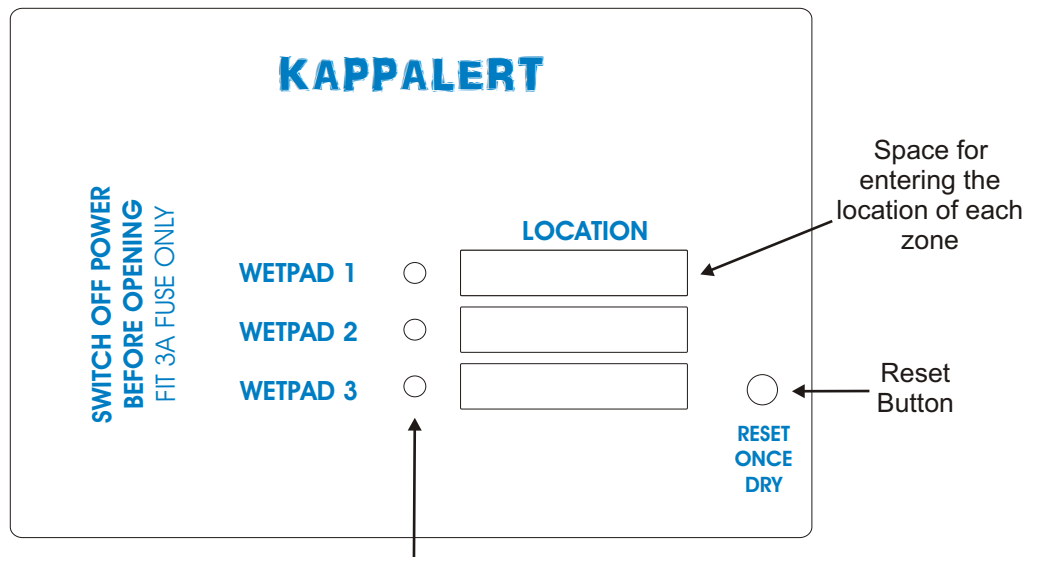 KAPPALERT
SWITCH OFF POWER
BEFORE OPENING
FIT 3A FUSE ONLY
LOCATION
WETPAD 1
WETPAD 2
WETPAD 3
RESET
ONCE
DRY
Space for
entering the
location of each
zone
Reset
Button